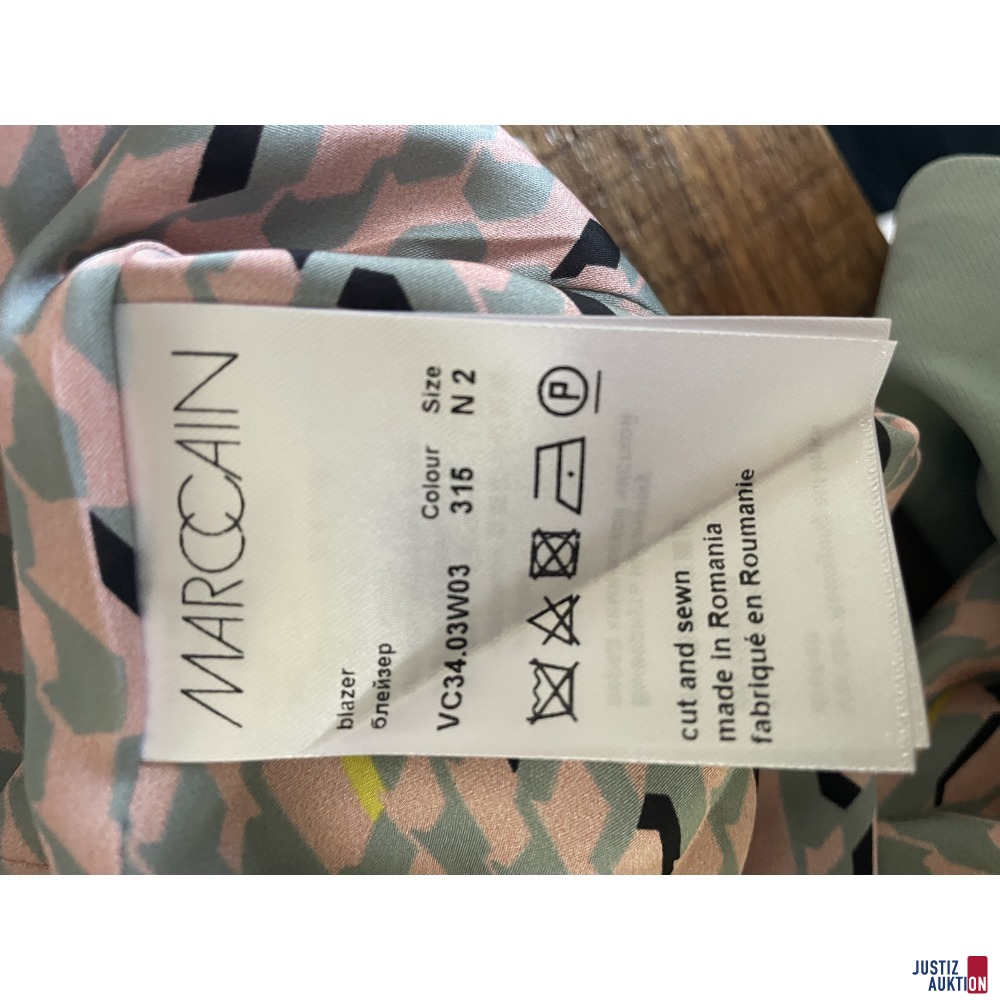 MARCCAIN
blazer
блейзер
Colour Size
VC34.03W03 315 N 2
P
cut and sewn
made in Romania
fabriqué en Roumanie
JUSTIZ
AUKTION